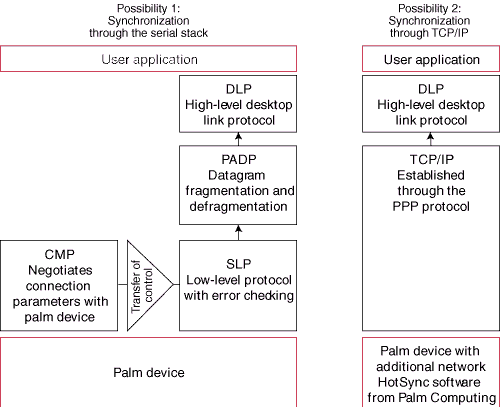 Possibility 1:
Synchronization
through the serial stack
User application
DLP
High-level desktop
link protocol
PADP
Datagram
fragmentation and
defragmentation
CMP
Negotiates
connection
parameters with
palm device
Transfer of
control
SLP
Low-level protocol
with error checking
Palm device
Possibility 2:
Synchronization
through TCP/IP
User application
DLP
High-level desktop
link protocol
TCP/IP
Established
through the
PPP protocol
Palm device with
additional network
HotSync software
from Palm Computing